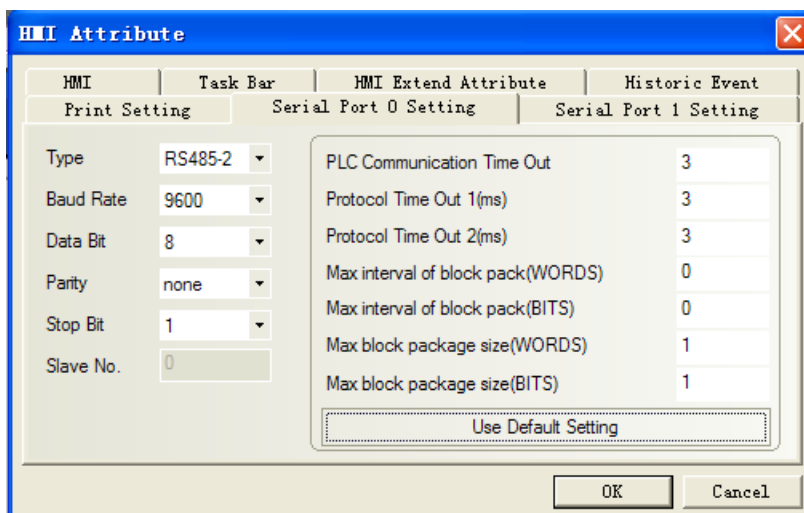 HMI Attribute
HMI Task Bar HMI Extend Attribute Historic Event
Print Setting Serial Port 0 Setting Serial Port 1 Setting
Type RS485-2
Baud Rate 9600
Data Bit 8
Parity none
Stop Bit 1
Slave No. 0
PLC Communication Time Out 3
Protocol Time Out 1(ms) 3
Protocol Time Out 2(ms) 3
Max interval of block pack(WORDS) 0
Max interval of block pack(BITS) 0
Max block package size(WORDS) 1
Max block package size(BITS) 1
Use Default Setting
OK Cancel